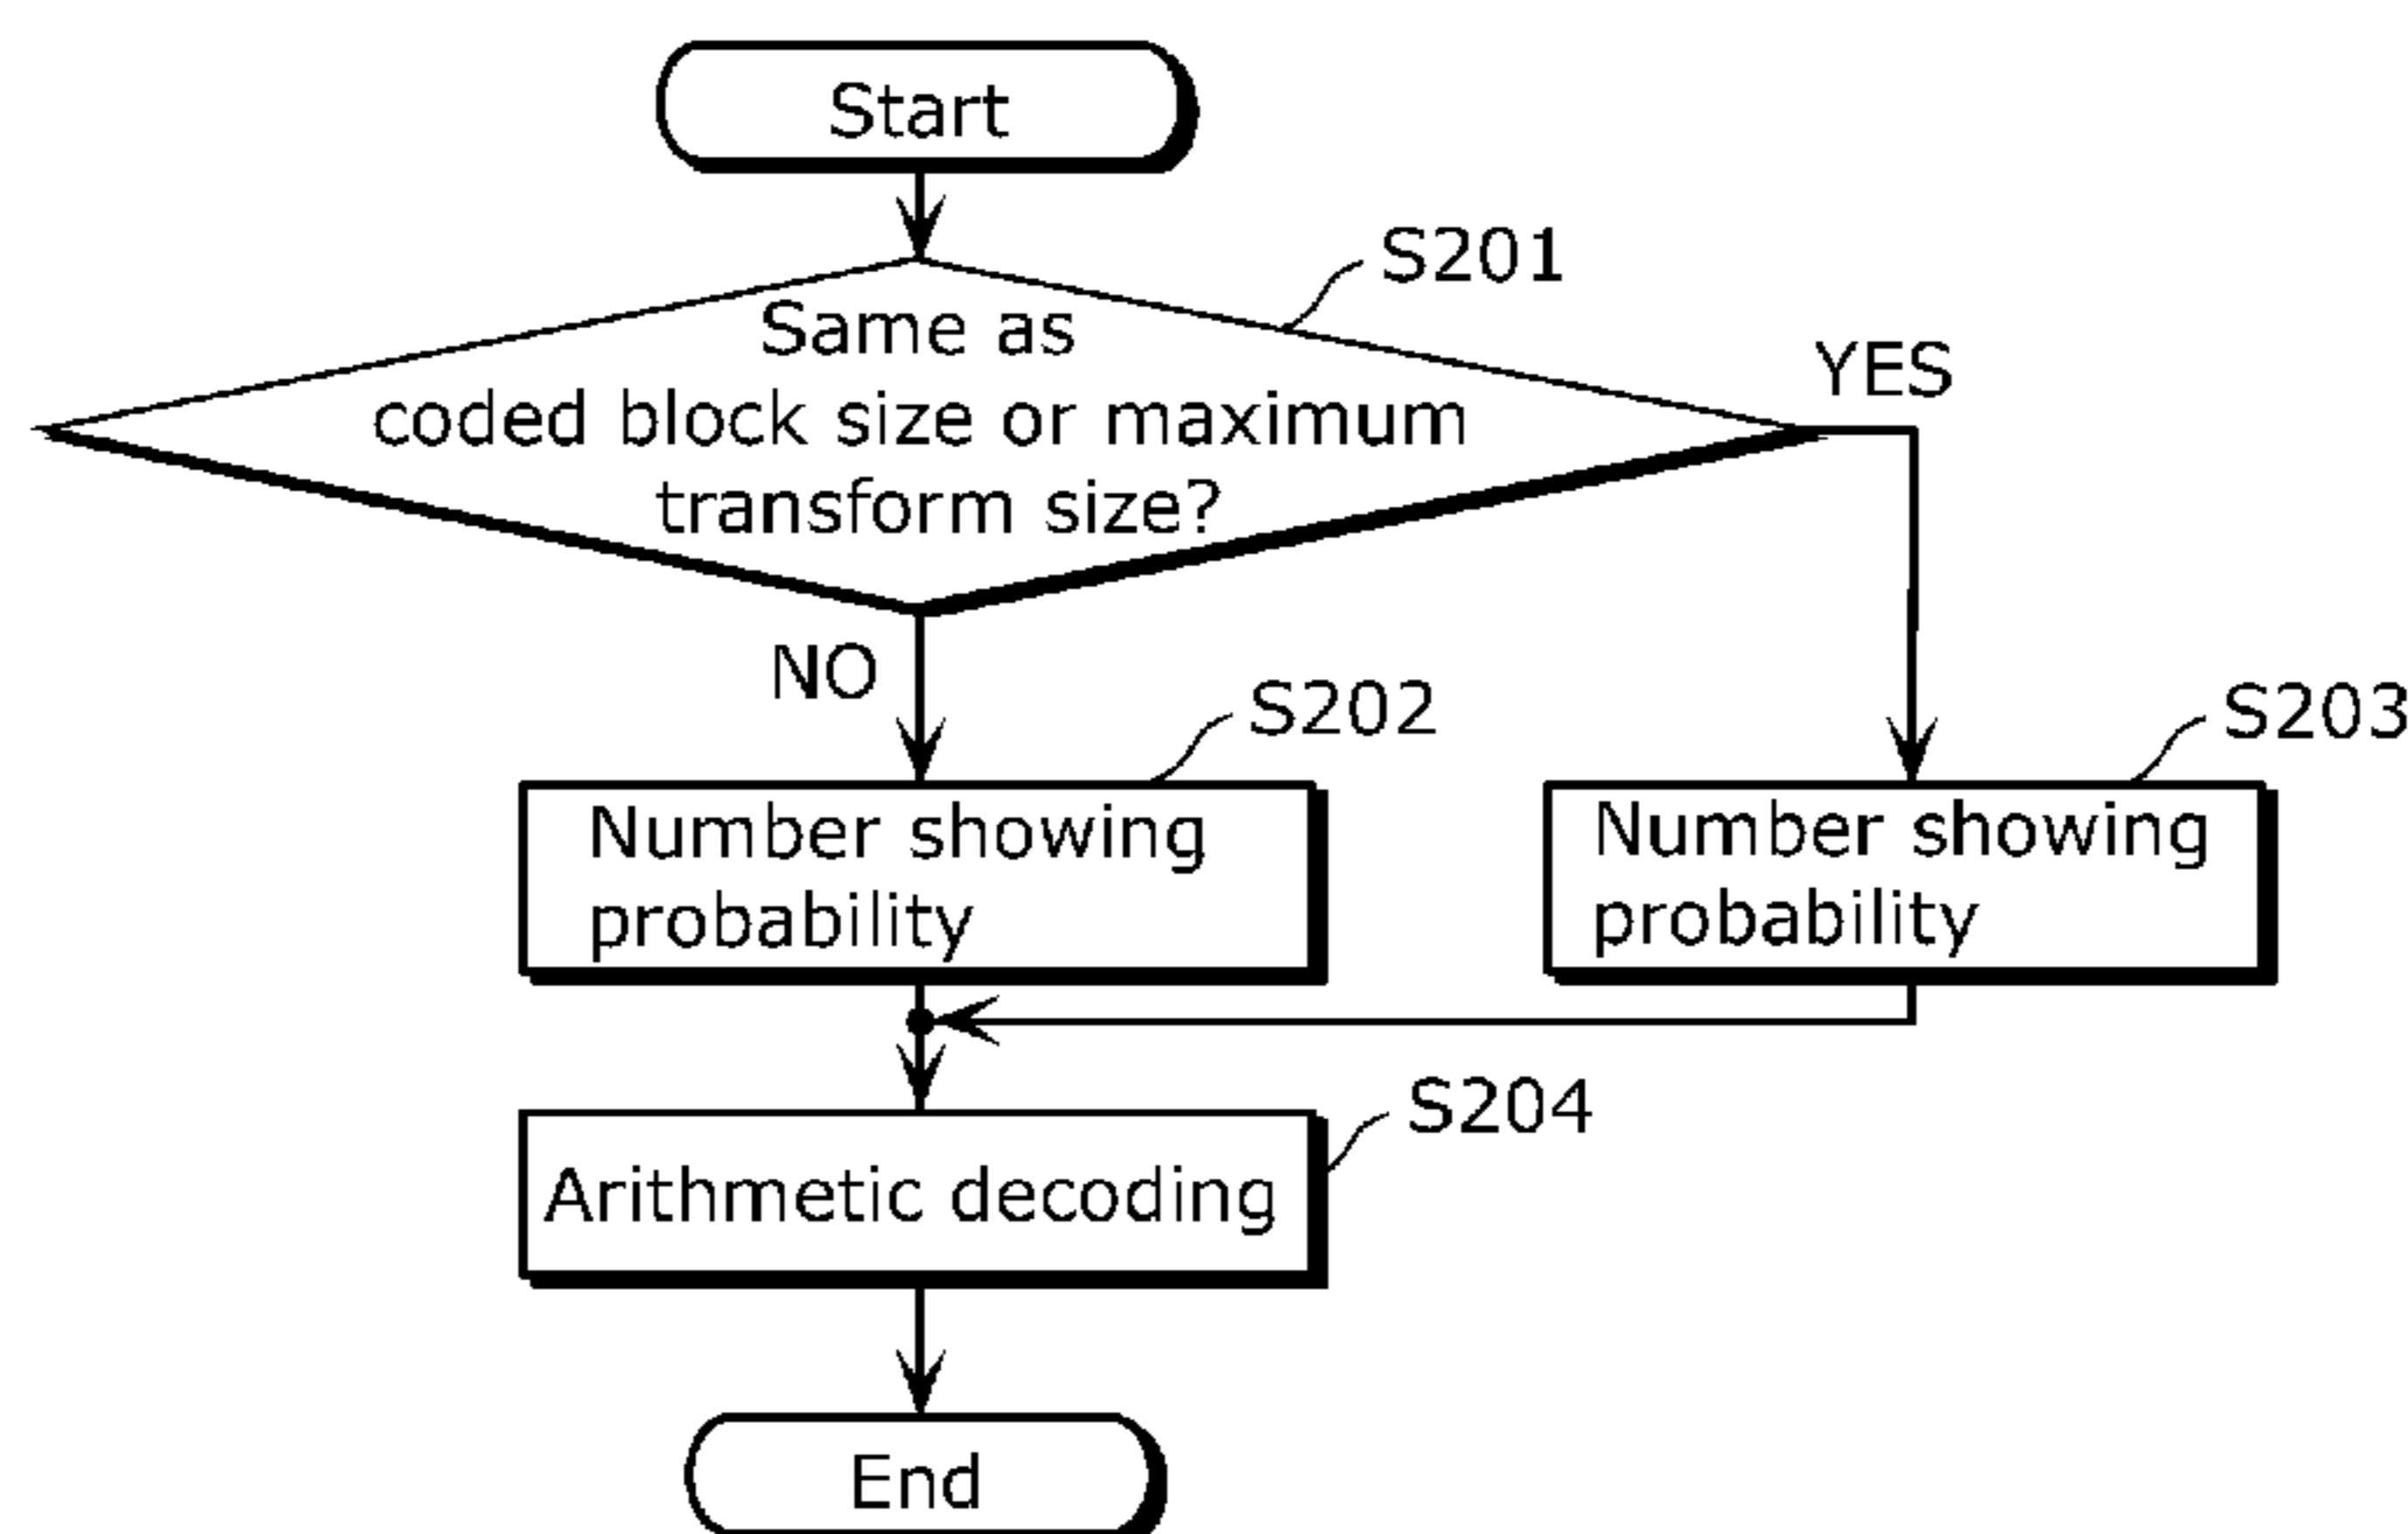 Start
S201
Same as
coded block size or maximum
transform size?
YES
NO
S202
S203
Number showing
probability
Number showing
probability
S204
Arithmetic decoding
End